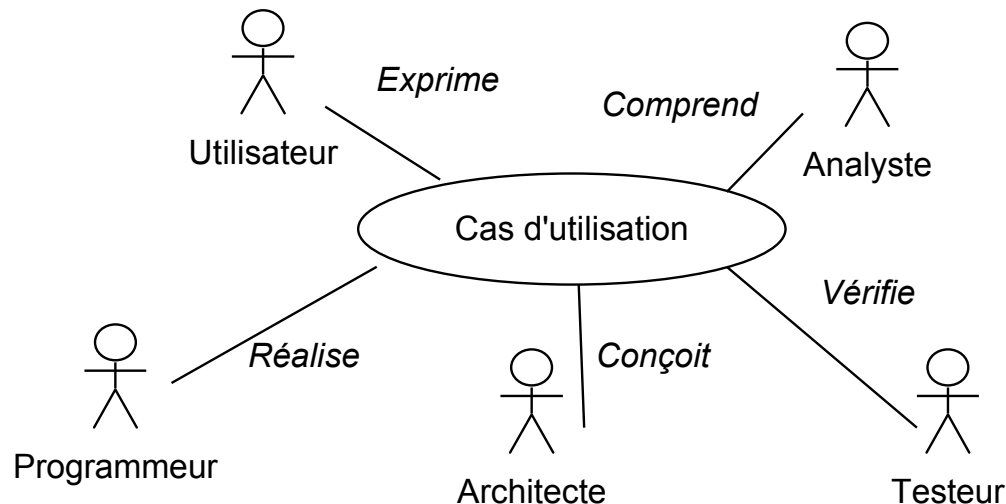 Exprime
Comprend
Utilisateur
Analyste
Cas d'utilisation
Vérifie
Réalise
Conçoit
Programmeur
Architecte
Testeur